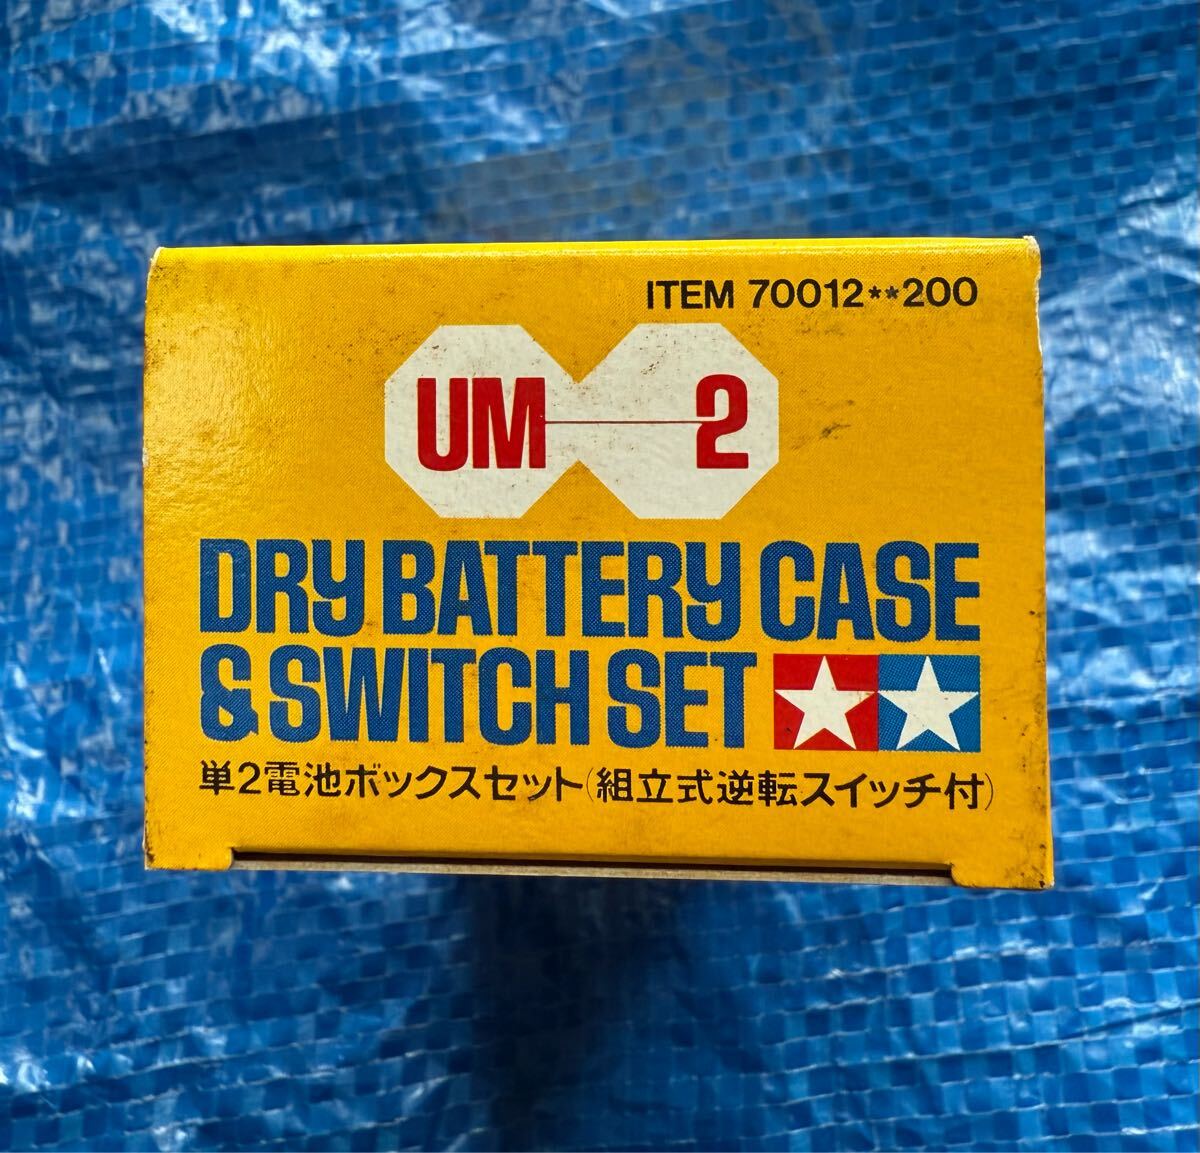 ITEM 70012**200
UM-2
DRY BATTERY CASE
& SWITCH SET
単2電池ボックスセット(組立式逆転スイッチ付)